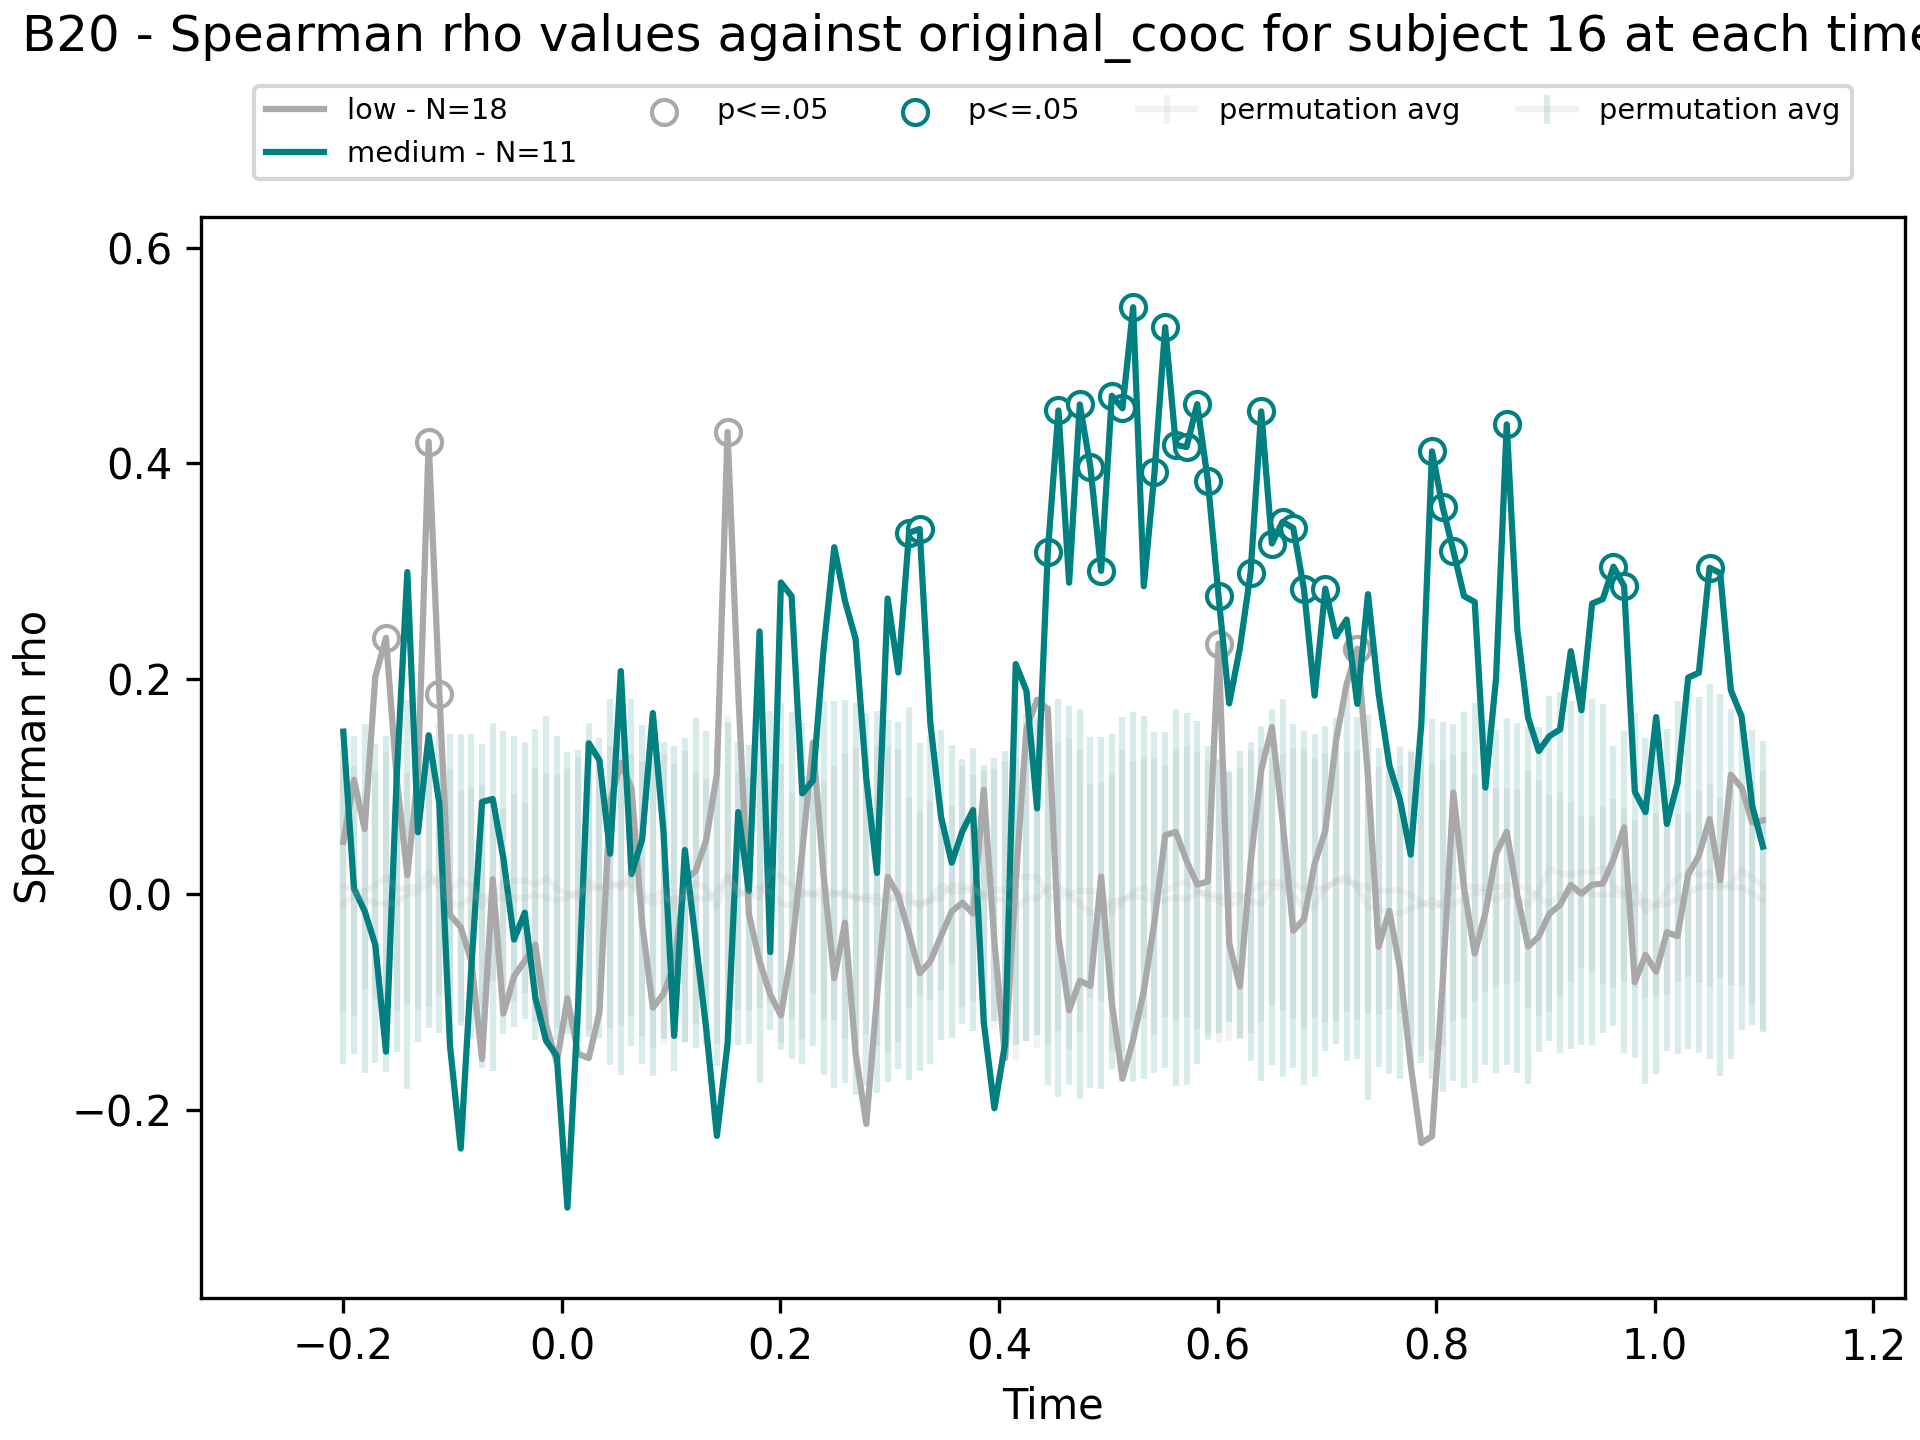 B20 - Spearman rho values against original_cooc for subject 16 at each time
low - N=18
medium - N=11
p<=.05
p<=.05
permutation avg
permutation avg
Spearman rho
0.6
0.4
0.2
0.0
−0.2
−0.2 0.0 0.2 0.4 0.6 0.8 1.0 1.2
Time